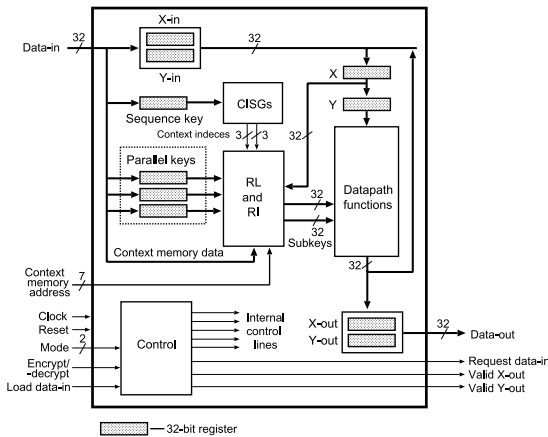 X-in
Data-in
32
32
Y-in
X
Y
CISGs
Sequence key
Context indeces
3
3
32
Parallel keys
RL
and
RI
32
32
Subkeys
Datapath
functions
Context memory data
32
Context
memory
address
7
Clock
Reset
Mode
2
Encrypt/
-decrypt
Load data-in
Control
Internal
control
lines
X-out
Y-out
32
Data-out
Request data-in
Valid X-out
Valid Y-out
32-bit register